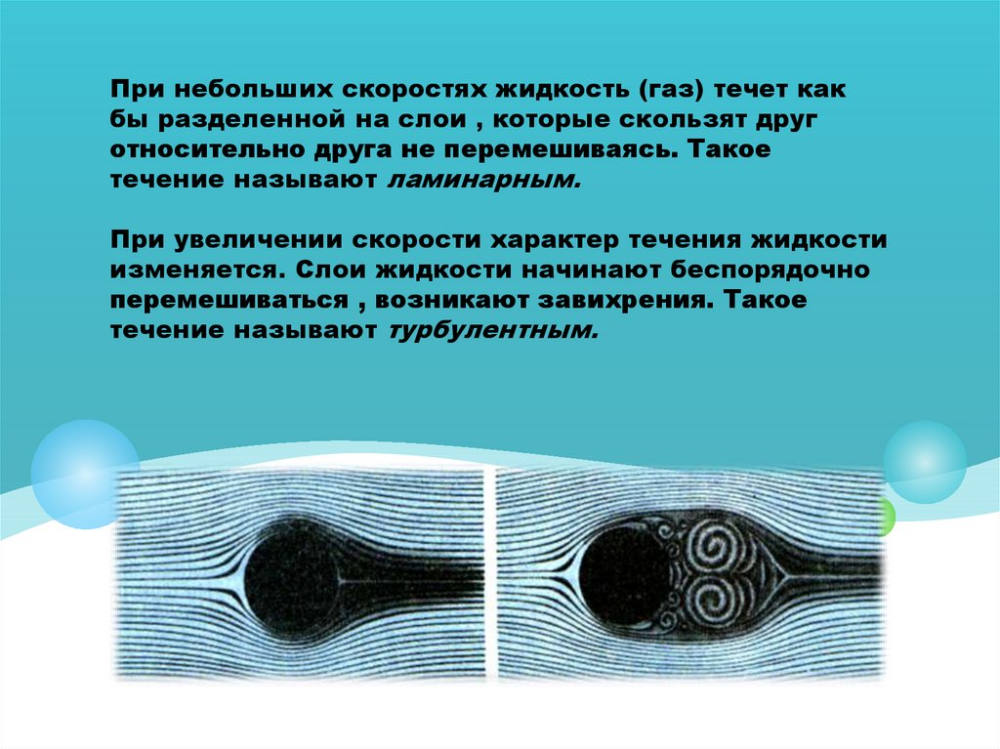 При небольших скоростях жидкость (газ) течет как
бы разделенной на слои , которые скользят друг
относительно друга не перемешиваясь. Такое
течение называют ламинарным.
При увеличении скорости характер течения жидкости
изменяется. Слои жидкости начинают беспорядочно
перемешиваться , возникают завихрения. Такое
течение называют турбулентным.